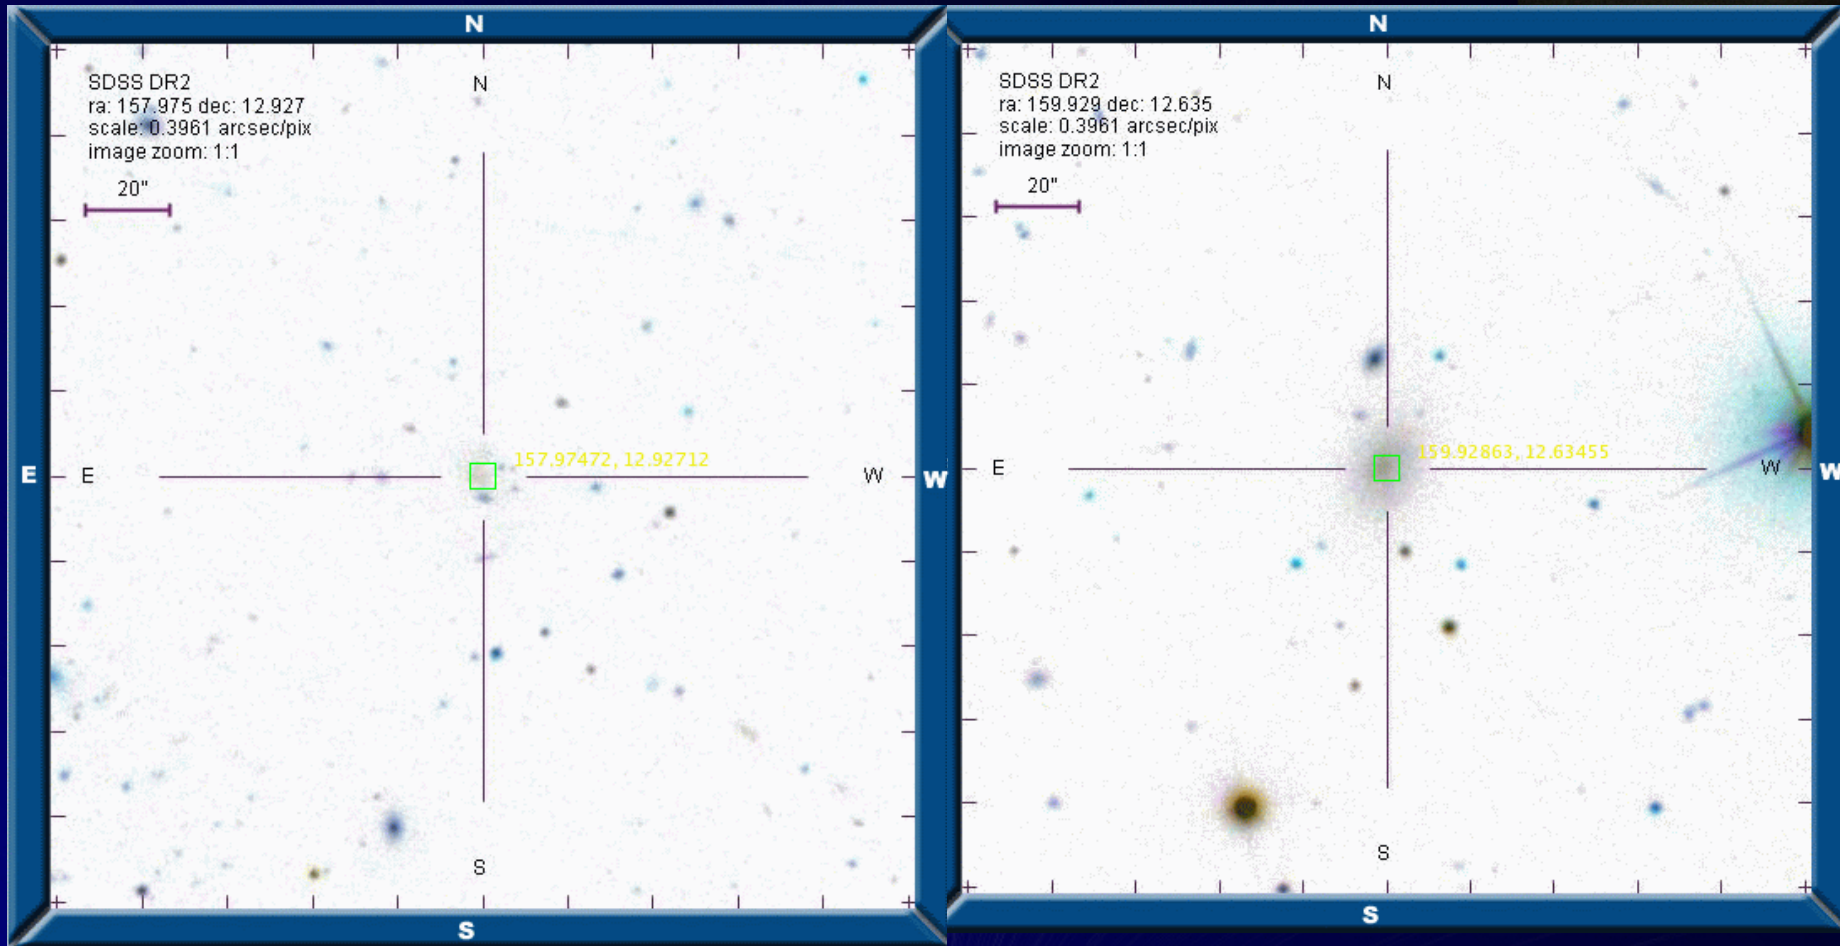 N
SDSS DR2
ra: 157.975 dec: 12.927
scale: 0.3961 arcsec/pix
image zoom: 1:1
20"
N
157.97472, 12.92712
E
E
W
W
S
S
N
SDSS DR2
ra: 159.929 dec: 12.635
scale: 0.3961 arcsec/pix
image zoom: 1:1
20"
N
159.92863, 12.63455
E
W
W
S
S